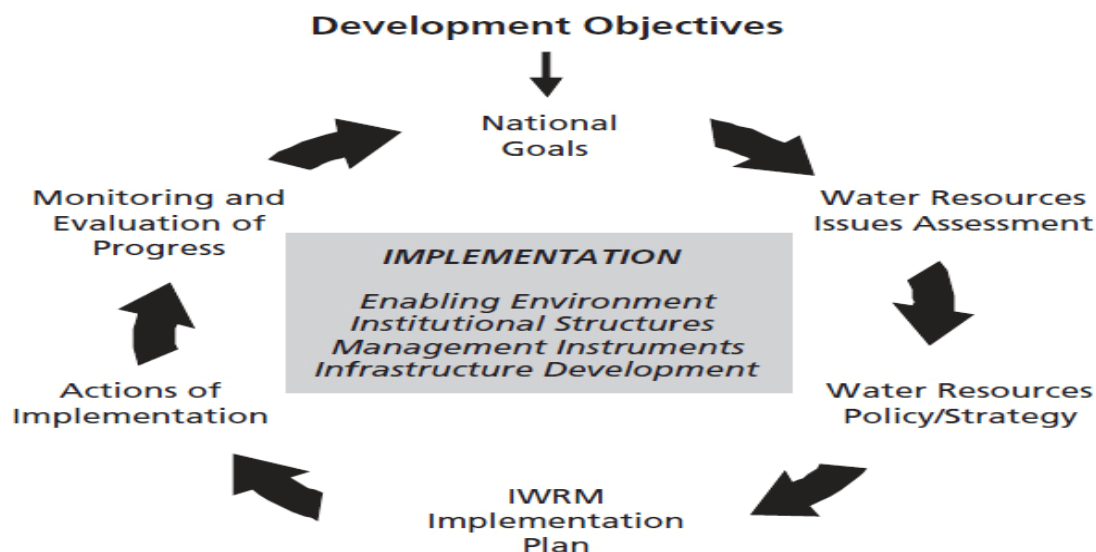 Development Objectives
National
Goals
Water Resources
Issues Assessment
Water Resources
Policy/Strategy
IWRM
Implementation
Plan
Actions of
Implementation
Monitoring and
Evaluation of
Progress
IMPLEMENTATION
Enabling Environment
Institutional Structures
Management Instruments
Infrastructure Development